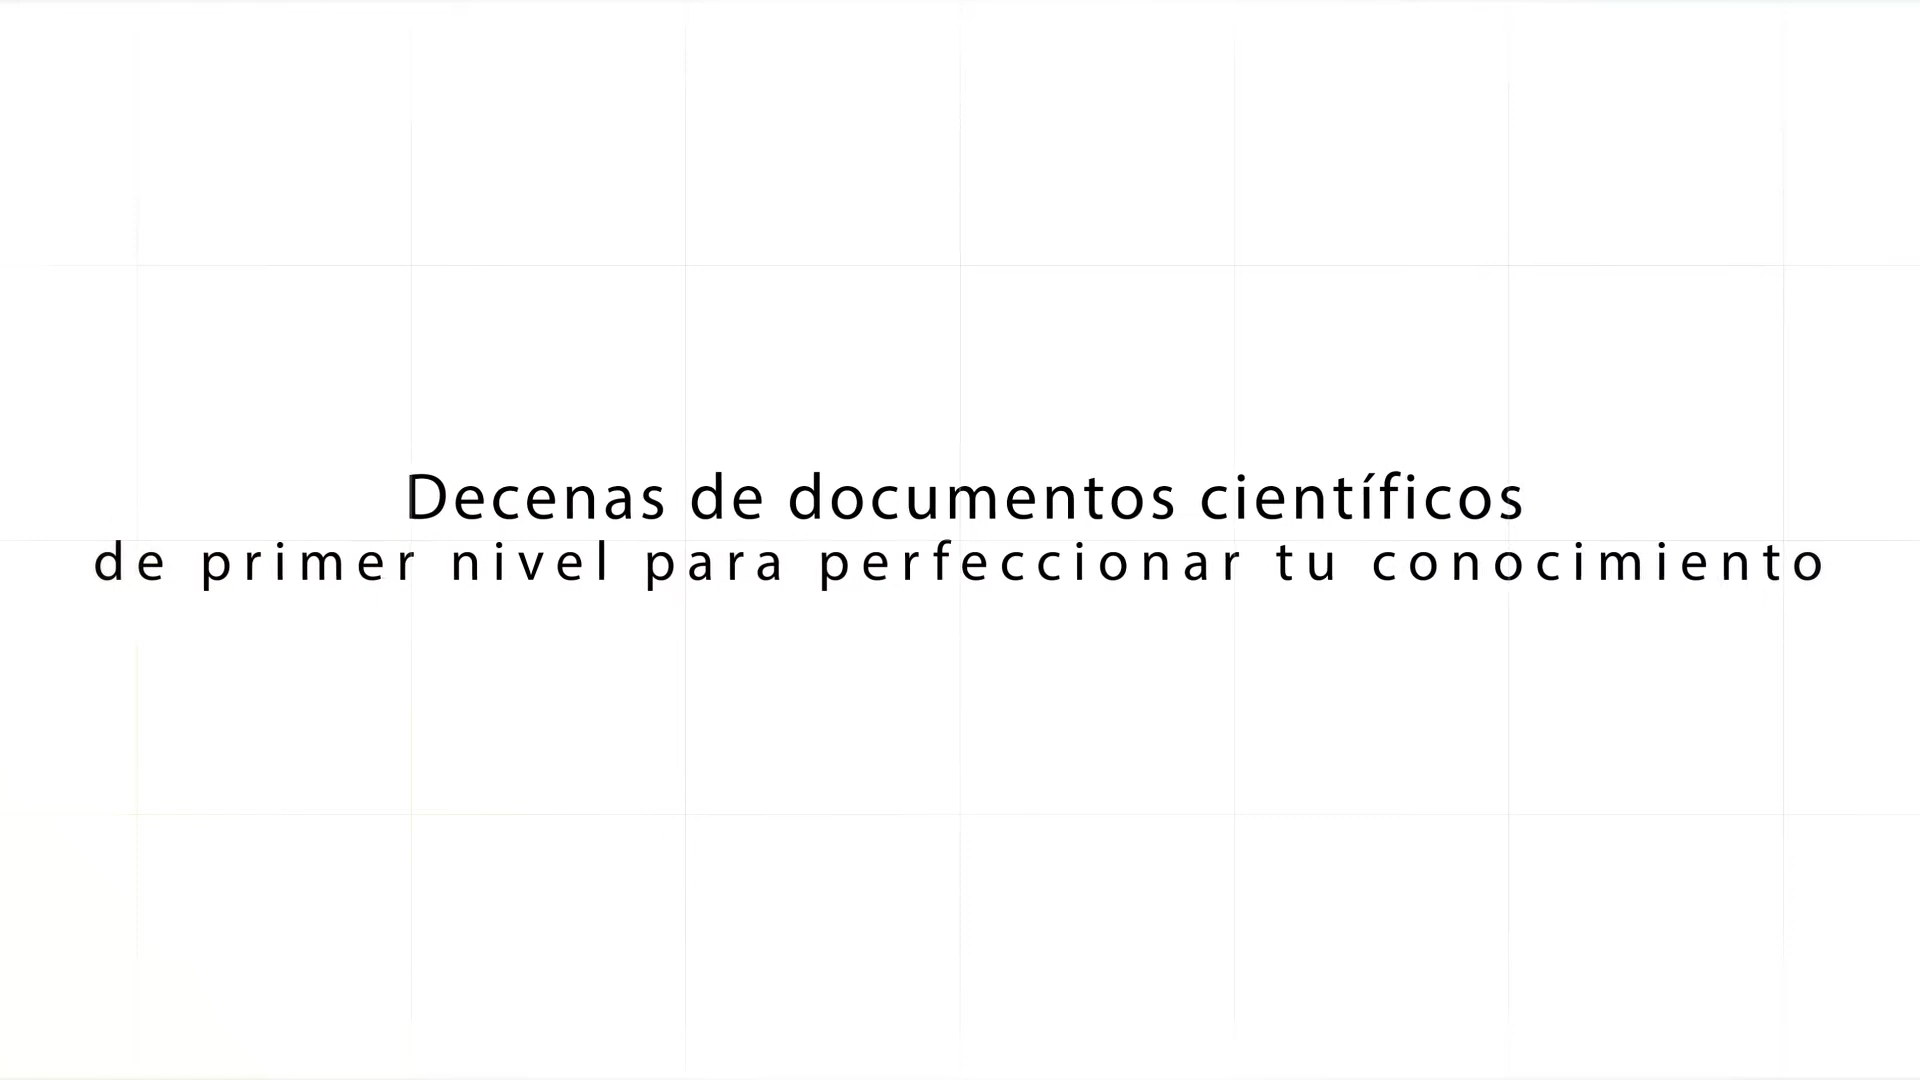 Decenas de documentos científicos
de primer nivel para perfeccionar tu conocimiento